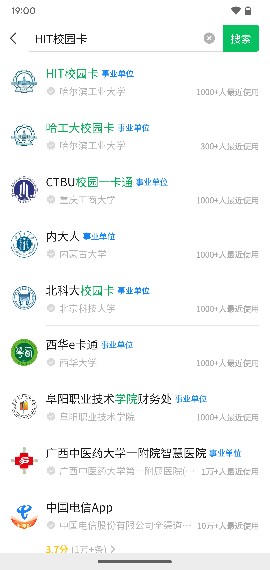 19:00
HIT校园卡
搜索
HIT校园卡 事业单位
哈尔滨工业大学
1000+人最近使用
哈工大校园卡 事业单位
哈尔滨工业大学
300+人最近使用
CTBU校园一卡通 事业单位
重庆工商大学
1000+人最近使用
内大人 事业单位
内蒙古大学
1000+人最近使用
北科大校园卡 事业单位
北京科技大学
1000+人最近使用
西华e卡通 事业单位
西华大学
1000+人最近使用
阜阳职业技术学院财务处 事业单位
阜阳职业技术学院
1000+人最近使用
广西中医药大学一附院智慧医院 事业单位
广西中医药大学第一附属医院(…
1万+人最近使用
中国电信App
中国电信股份有限公司全渠道…
10万+人最近使用
3.7分 (1万+条)